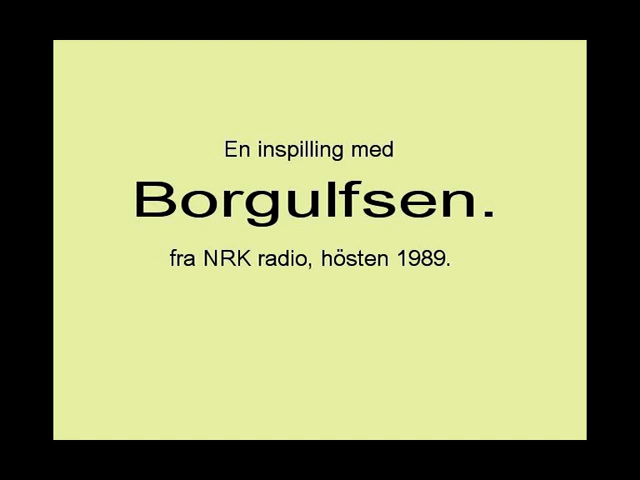 En inspilling med
Borgulfsen.
fra NRK radio, hösten 1989.